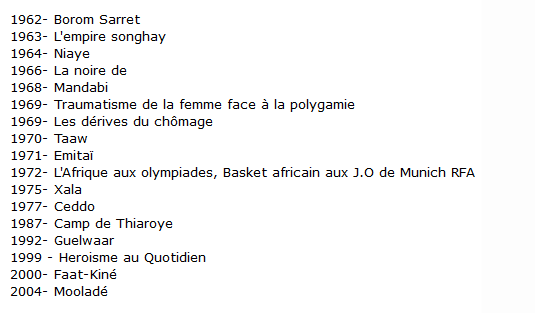 1962- Borom Sarret
1963- L'empire songhay
1964- Niaye
1966- La noire de
1968- Mandabi
1969- Traumatisme de la femme face à la polygamie
1969- Les dérives du chômage
1970- Taaw
1971- Emitaï
1972- L'Afrique aux olympiades, Basket africain aux J.O de Munich RFA
1975- Xala
1977- Ceddo
1987- Camp de Thiaroye
1992- Guelwaar
1999 - Heroisme au Quotidien
2000- Faat-Kiné
2004- Mooladé